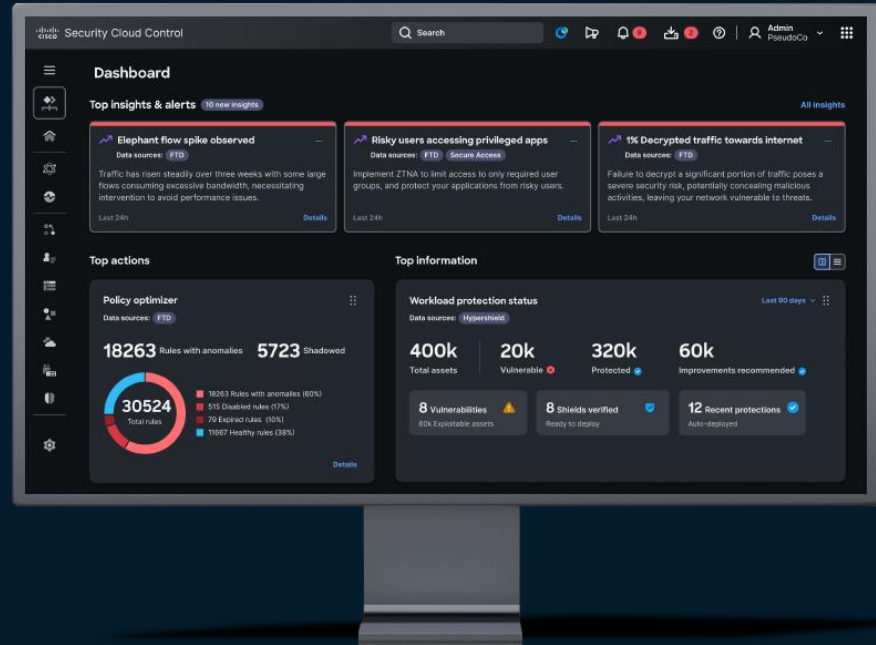 CISCO Security Cloud Control
Search
9
2
Admin
PseudoCo
Dashboard
Top insights & alerts 10 new insights
All insights
Elephant flow spike observed
Data sources: FTD
Traffic has risen steadily over three weeks with some large
flows consuming excessive bandwidth, necessitating
intervention to avoid performance issues.
Last 24h Details
Risky users accessing privileged apps
Data sources: FTD Secure Access
Implement ZTNA to limit access to only required user
groups, and protect your applications from risky users.
Last 24h Details
1% Decrypted traffic towards internet
Data sources: FTD
Failure to decrypt a significant portion of traffic poses a
severe security risk, potentially concealing malicious
activities, leaving your network vulnerable to threats.
Last 24h Details
Top actions
Policy optimizer
Data sources: FTD
18263 Rules with anomalies 5723 Shadowed
30524
Total rules
18263 Rules with anomalies (60%)
515 Disabled rules (17%)
79 Expired rules (10%)
11667 Healthy rules (38%)
Details
Top information
Workload protection status
Last 90 days
Data sources: Hypershield
400k
Total assets
20k
Vulnerable
320k
Protected
60k
Improvements recommended
8 Vulnerabilities
60k Exploitable assets
8 Shields verified
Ready to deploy
12 Recent protections
Auto-deployed